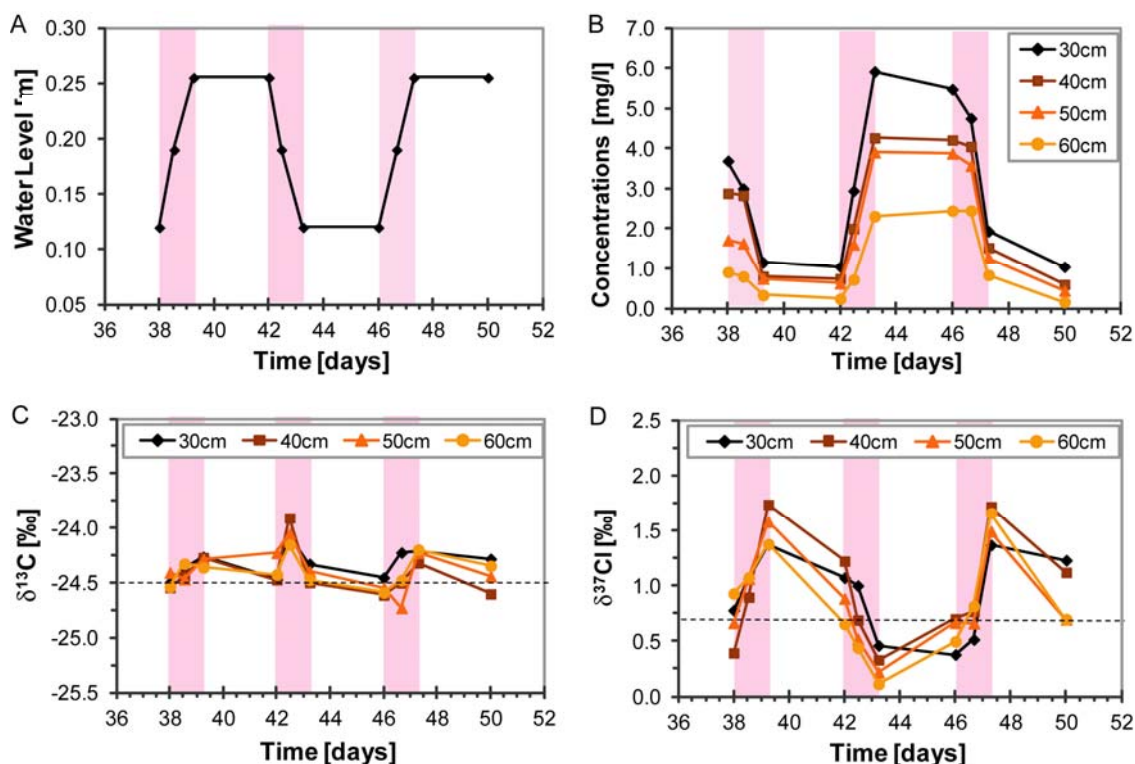 A
Water Level [m]
0.30
0.25
0.20
0.15
0.10
0.05
36 38 40 42 44 46 48 50 52
Time [days]
B
Concentrations [mg/l]
7.0
6.0
5.0
4.0
3.0
2.0
1.0
0.0
30cm
40cm
50cm
60cm
36 38 40 42 44 46 48 50 52
Time [days]
C
δ13C [‰]
-23.0
-23.5
-24.0
-24.5
-25.0
-25.5
30cm 40cm 50cm 60cm
36 38 40 42 44 46 48 50 52
Time [days]
D
δ37Cl [‰]
2.5
2.0
1.5
1.0
0.5
0.0
30cm 40cm 50cm 60cm
36 38 40 42 44 46 48 50 52
Time [days]